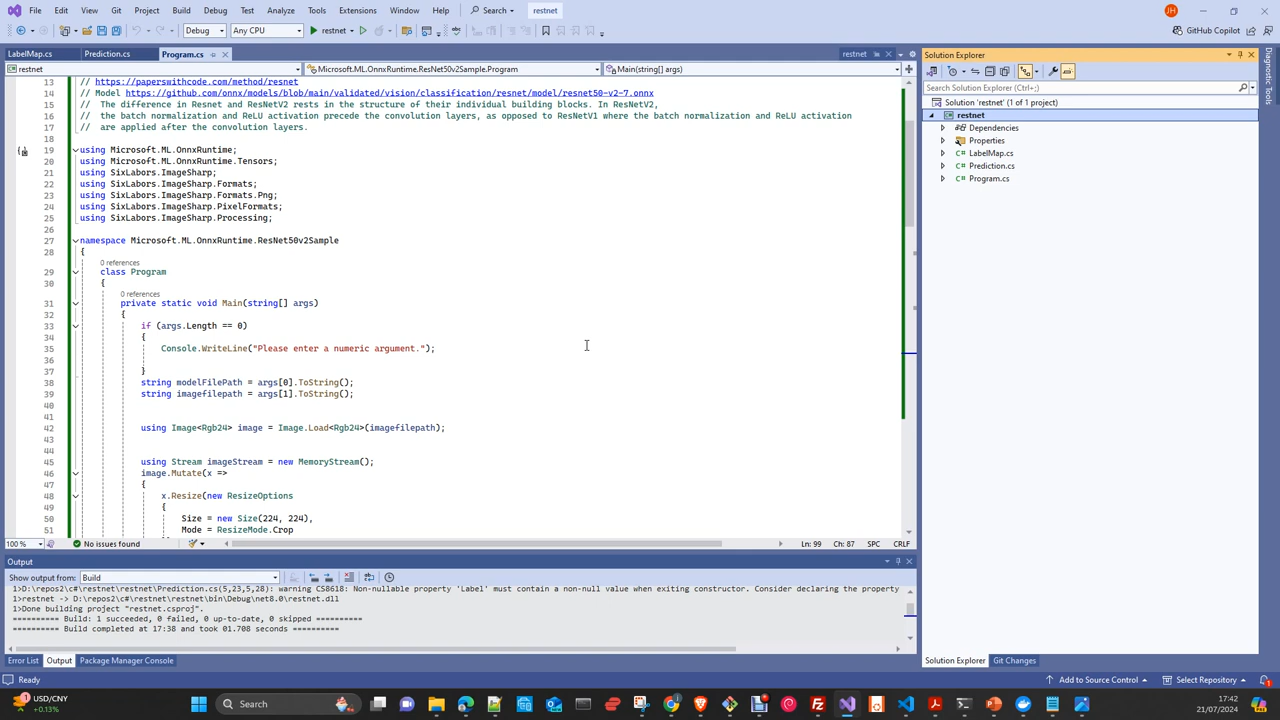 File Edit View Git Project Build Debug Test Analyze Tools Extensions Window Help Search restnet JH
Debug Any CPU restnet GitHub Copilot
LabelMap.cs Prediction.cs Program.cs restnet
restnet Microsoft.ML.OnnxRuntime.ResNet50v2Sample.Program Main(string[] args)
13 // https://paperswithcode.com/method/resnet
14 // Model https://github.com/onnx/models/blob/main/validated/vision/classification/resnet/model/resnet50-v2-7.onnx
15 // The difference in Resnet and ResNetV2 rests in the structure of their individual building blocks. In ResNetV2,
16 // the batch normalization and ReLU activation precede the convolution layers, as opposed to ResNetV1 where the batch normalization and ReLU activation
17 // are applied after the convolution layers.
18
19 using Microsoft.ML.OnnxRuntime;
20 using Microsoft.ML.OnnxRuntime.Tensors;
21 using SixLabors.ImageSharp;
22 using SixLabors.ImageSharp.Formats;
23 using SixLabors.ImageSharp.Formats.Png;
24 using SixLabors.ImageSharp.PixelFormats;
25 using SixLabors.ImageSharp.Processing;
26
27 namespace Microsoft.ML.OnnxRuntime.ResNet50v2Sample
28 {
0 references
29 class Program
30 {
0 references
31 private static void Main(string[] args)
32 {
33 if (args.Length == 0)
34 {
35 Console.WriteLine("Please enter a numeric argument.");
36
37 }
38 string modelFilePath = args[0].ToString();
39 string imagefilepath = args[1].ToString();
40
41
42 using Image<Rgb24> image = Image.Load<Rgb24>(imagefilepath);
43
44
45 using Stream imageStream = new MemoryStream();
46 image.Mutate(x =>
47 {
48 x.Resize(new ResizeOptions
49 {
50 Size = new Size(224, 224),
51 Mode = ResizeMode.Crop
100 % No issues found Ln: 99 Ch: 87 SPC CRLF
Output
Show output from: Build
1>D:\repos2\c#\restnet\restnet\Prediction.cs(5,23,5,28): warning CS8618: Non-nullable property 'Label' must contain a non-null value when exiting constructor. Consider declaring the property
1>restnet -> D:\repos2\c#\restnet\restnet\bin\Debug\net8.0\restnet.dll
1>Done building project "restnet.csproj".
========== Build: 1 succeeded, 0 failed, 0 up-to-date, 0 skipped ==========
========== Build completed at 17:38 and took 01.708 seconds ==========
Error List Output Package Manager Console
Solution Explorer
Search Solution Explorer (Ctrl+;)
Solution 'restnet' (1 of 1 project)
restnet
Dependencies
Properties
C# LabelMap.cs
C# Prediction.cs
C# Program.cs
Solution Explorer Git Changes
Diagnostic Tools
Ready Add to Source Control Select Repository 1
USD/CNY
+0.13%
Search
17:42
21/07/2024